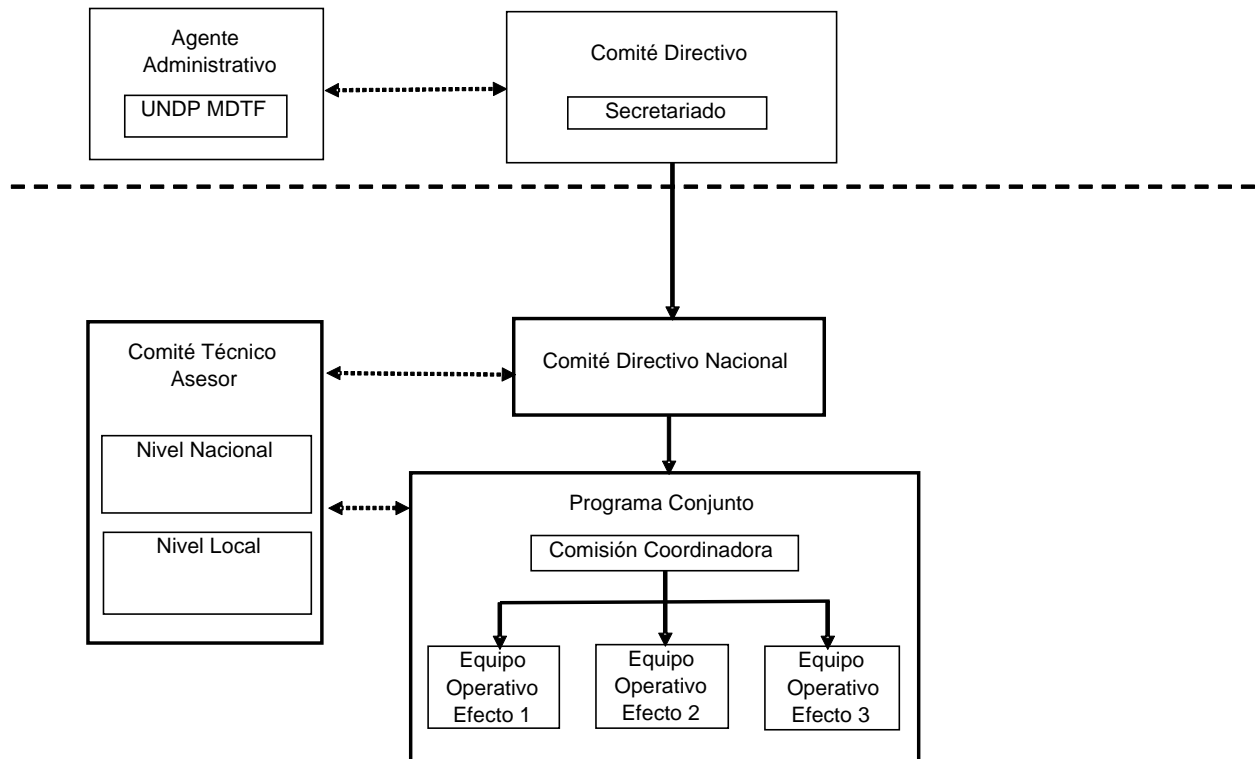 Agente
Administrativo
UNDP MDTF
Comité Directivo
Secretariado
Comité Técnico
Asesor
Nivel Nacional
Nivel Local
Comité Directivo Nacional
Programa Conjunto
Comisión Coordinadora
Equipo
Operativo
Efecto 1
Equipo
Operativo
Efecto 2
Equipo
Operativo
Efecto 3